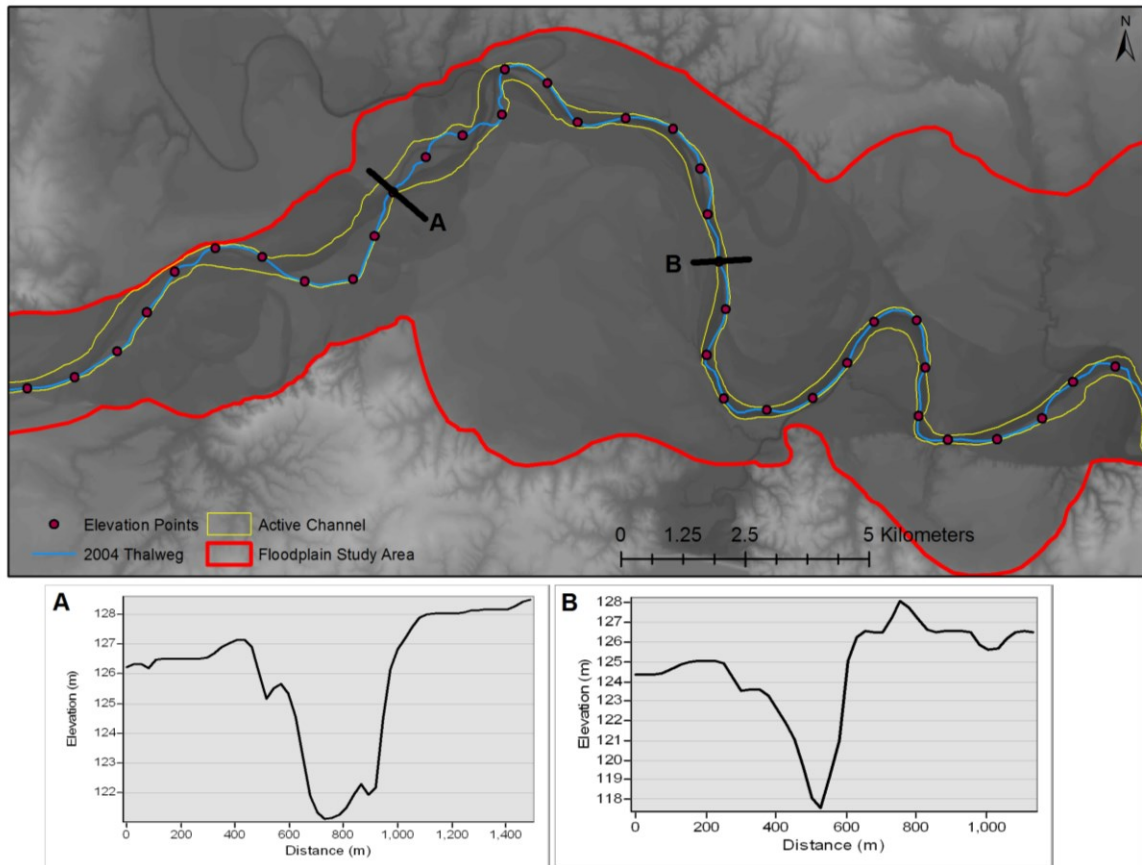 N
A
B
Elevation Points Active Channel
2004 Thalweg Floodplain Study Area
0 1.25 2.5 5 Kilometers
A
128
127
126
125
124
123
122
Elevation (m)
0 200 400 600 800 1,000 1,200 1,400
Distance (m)
B
128
127
126
125
124
123
121
120
119
118
Elevation (m)
0 200 400 600 800 1,000
Distance (m)